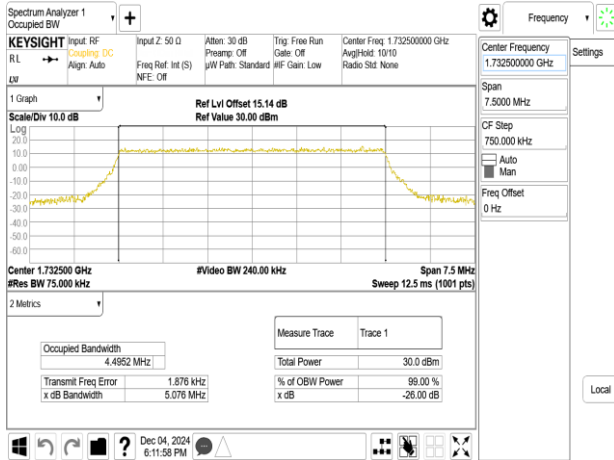 Spectrum Analyzer 1
Occupied BW
Frequency
KEYSIGHT
RL
LXI
Input: RF
Coupling: DC
Align: Auto
Input Z: 50 Ω
Freq Ref: Int (S)
NFE: Off
Atten: 30 dB
Preamp: Off
µW Path: Standard
Trig: Free Run
Gate: Off
#IF Gain: Low
Center Freq: 1.732500000 GHz
Avg|Hold: 10/10
Radio Std: None
Center Frequency
1.732500000 GHz
Settings
Span
7.5000 MHz
CF Step
750.000 kHz
Auto
Man
Freq Offset
0 Hz
Local
1 Graph
Scale/Div 10.0 dB
Ref Lvl Offset 15.14 dB
Ref Value 30.00 dBm
Log
20.0
10.0
0.00
-10.0
-20.0
-30.0
-40.0
-50.0
-60.0
Center 1.732500 GHz
#Video BW 240.00 kHz
Span 7.5 MHz
#Res BW 75.000 kHz
Sweep 12.5 ms (1001 pts)
2 Metrics
Measure Trace Trace 1
Occupied Bandwidth
4.4952 MHz
Total Power 30.0 dBm
Transmit Freq Error 1.876 kHz
% of OBW Power 99.00 %
x dB Bandwidth 5.076 MHz
x dB -26.00 dB
?
Dec 04, 2024
6:11:58 PM